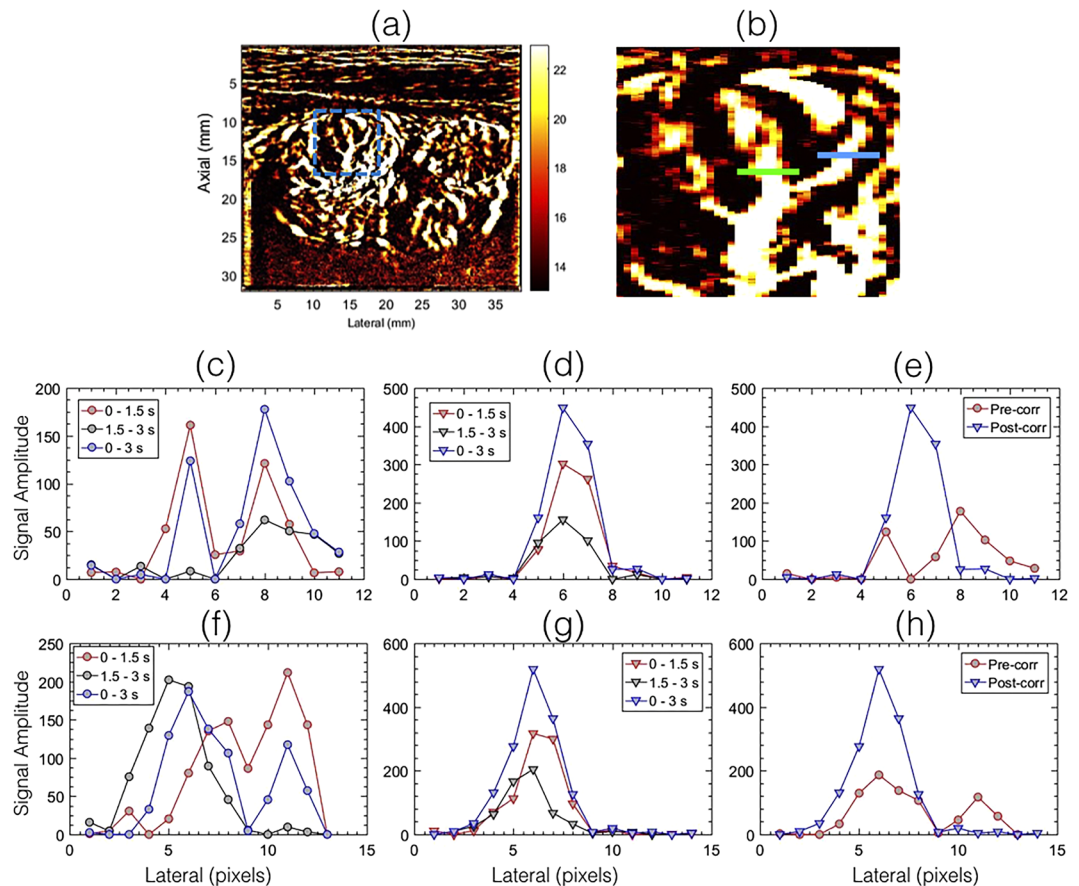 (a)
(b)
5
10
15
20
25
30
Axial (mm)
5 10 15 20 25 30 35
Lateral (mm)
22
20
18
16
14
(c)
200
150
100
50
0
0 2 4 6 8 10 12
Signal Amplitude
0 - 1.5 s
1.5 - 3 s
0 - 3 s
(d)
500
400
300
200
100
0
0 2 4 6 8 10 12
0 - 1.5 s
1.5 - 3 s
0 - 3 s
(e)
500
400
300
200
100
0
0 2 4 6 8 10 12
Pre-corr
Post-corr
(f)
250
200
150
100
50
0
0 5 10 15
Signal Amplitude
Lateral (pixels)
0 - 1.5 s
1.5 - 3 s
0 - 3 s
(g)
600
400
200
0
0 5 10 15
Lateral (pixels)
0 - 1.5 s
1.5 - 3 s
0 - 3 s
(h)
600
400
200
0
0 5 10 15
Lateral (pixels)
Pre-corr
Post-corr